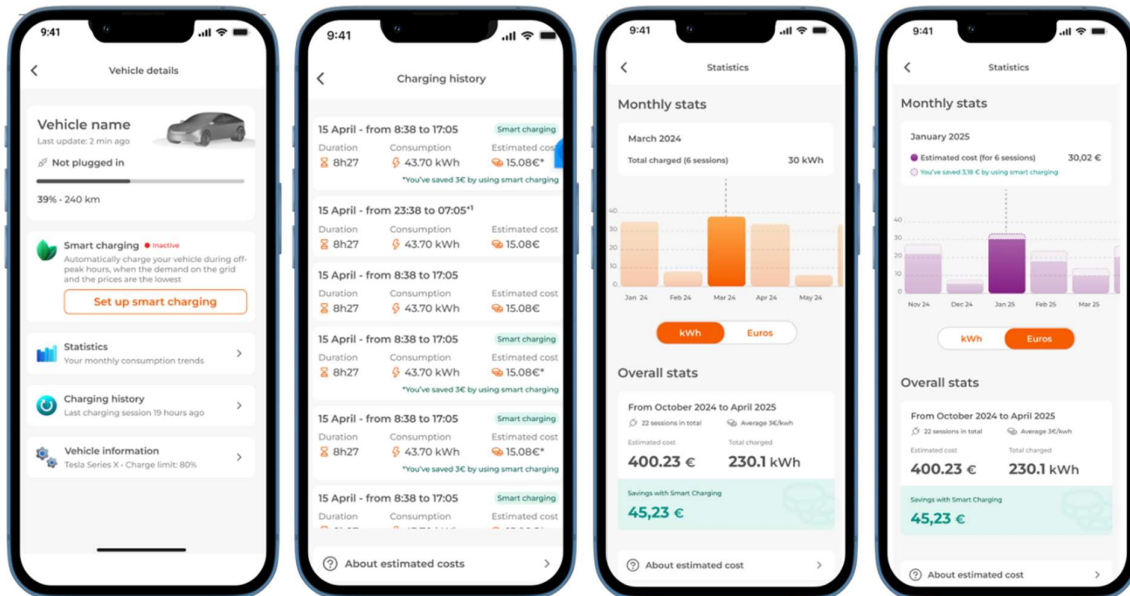 9:41
Vehicle details
Vehicle name
Last update: 2 min ago
Not plugged in
39% - 240 km
Smart charging Inactive
Automatically charge your vehicle during off-
peak hours, when the demand on the grid
and the prices are the lowest
Set up smart charging
Statistics
Your monthly consumption trends
Charging history
Last charging session 19 hours ago
Vehicle information
Tesla Series X • Charge limit: 80%
9:41
Charging history
15 April - from 8:38 to 17:05 Smart charging
Duration Consumption Estimated cost
8h27 43.70 kWh 15.08€*
*You've saved 3€ by using smart charging
15 April - from 23:38 to 07:05*¹
Duration Consumption Estimated cost
8h27 43.70 kWh 15.08€
15 April - from 8:38 to 17:05
Duration Consumption Estimated cost
8h27 43.70 kWh 15.08€
15 April - from 8:38 to 17:05 Smart charging
Duration Consumption Estimated cost
8h27 43.70 kWh 15.08€*
*You've saved 3€ by using smart charging
15 April - from 8:38 to 17:05 Smart charging
Duration Consumption Estimated cost
8h27 43.70 kWh 15.08€*
*You've saved 3€ by using smart charging
15 April - from 8:38 to 17:05 Smart charging
Duration Consumption Estimated cost
About estimated costs
9:41
Statistics
Monthly stats
March 2024
Total charged (6 sessions) 30 kWh
40
30
20
10
0
Jan 24 Feb 24 Mar 24 Apr 24 May 24
kWh Euros
Overall stats
From October 2024 to April 2025
22 sessions in total Average 3€/kwh
Estimated cost Total charged
400.23 € 230.1 kWh
Savings with Smart Charging
45,23 €
About estimated cost
9:41
Statistics
Monthly stats
January 2025
Estimated cost (for 6 sessions) 30,02 €
You've saved 3,18 € by using smart charging
40
30
20
10
0
Nov 24 Dec 24 Jan 25 Feb 25 Mar 25
kWh Euros
Overall stats
From October 2024 to April 2025
22 sessions in total Average 3€/kwh
Estimated cost Total charged
400.23 € 230.1 kWh
Savings with Smart Charging
45,23 €
About estimated cost